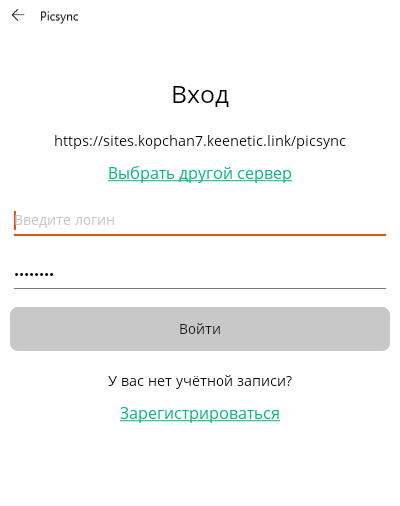 Picsync
Вход
https://sites.kopchan7.keenetic.link/picsync
Выбрать другой сервер
Введите логин
••••••••
Войти
У вас нет учётной записи?
Зарегистрироваться